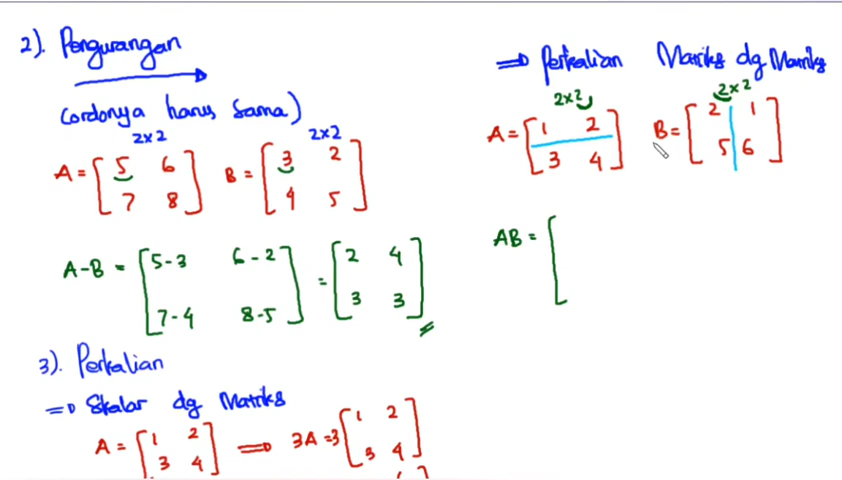 2). Pengurangan
(ordonya harus sama)
2x2 2x2
A = [ 5 6 B = [ 3 2
7 8 ] 4 5 ]
A-B = [ 5-3 6-2 = [ 2 4
7-4 8-5 ] 3 3 ]
3). Perkalian
=> Skalar dg Matriks
A = [ 1 2 => 3A = 3 [ 1 2
3 4 ] 3 4 ]
=> Perkalian Matriks dg Matriks
2x2 2x2
A = [ 1 2 B = [ 2 1
3 4 ] 5 6 ]
AB = [